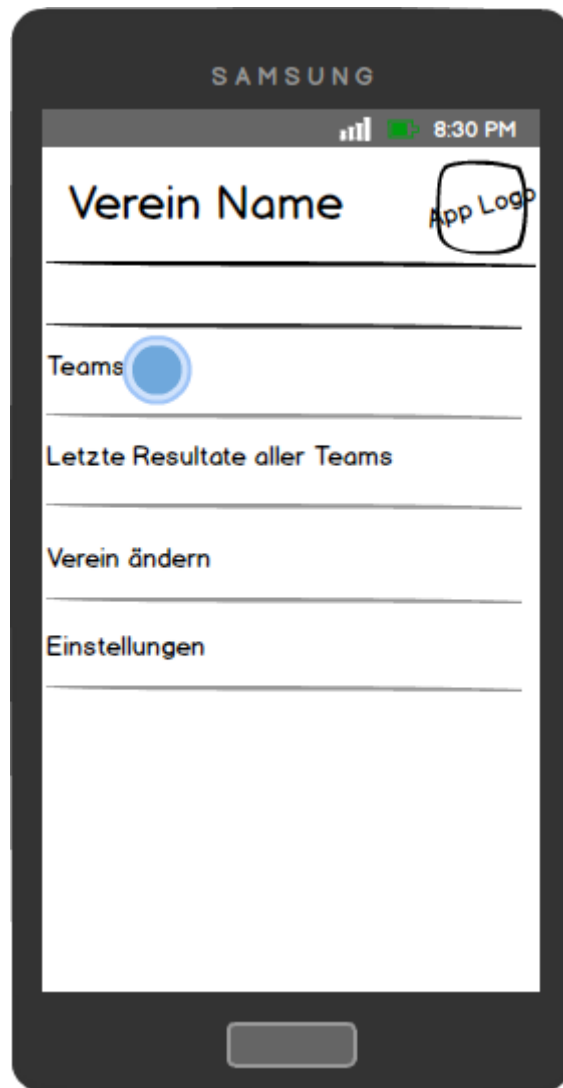 SAMSUNG
8:30 PM
Verein Name
App Logo
Teams
Letzte Resultate aller Teams
Verein ändern
Einstellungen